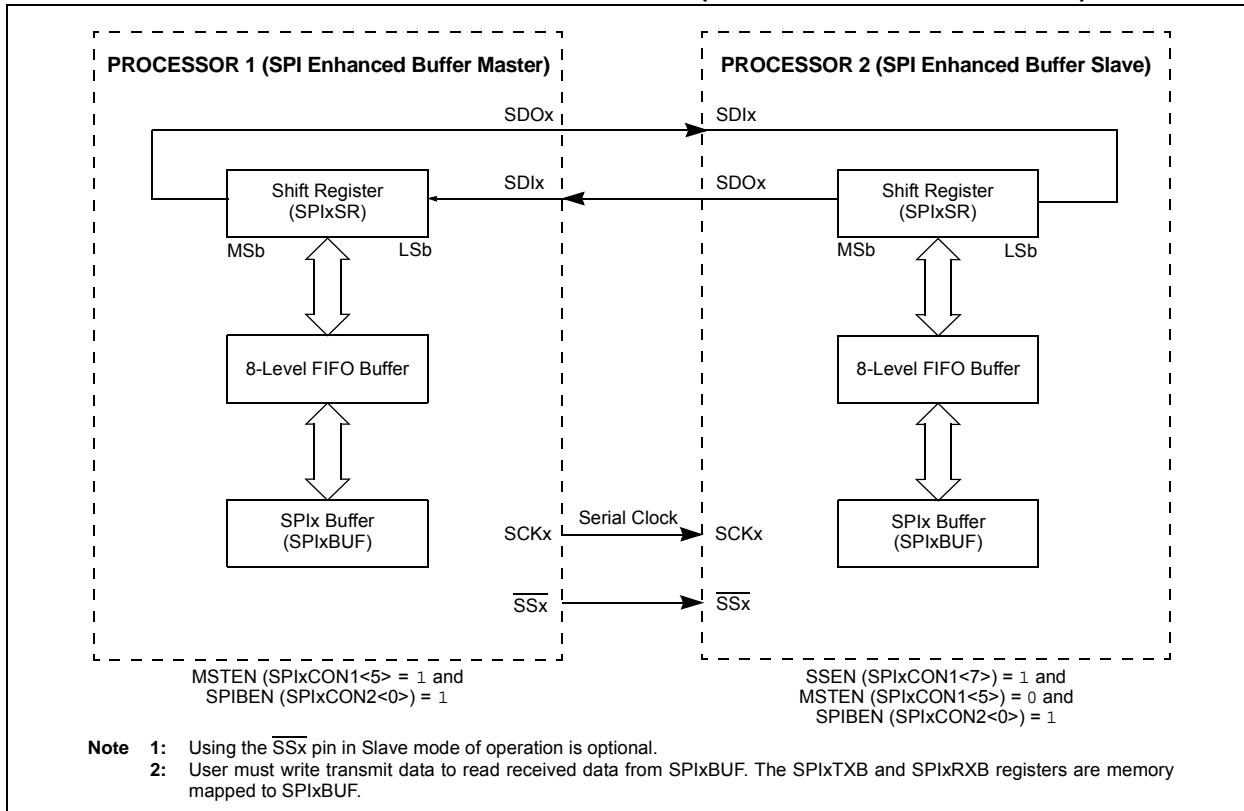 PROCESSOR 1 (SPI Enhanced Buffer Master)
PROCESSOR 2 (SPI Enhanced Buffer Slave)
SDOx
SDIx
Shift Register
(SPIxSR)
SDIx
SDOx
Shift Register
(SPIxSR)
MSb
LSb
MSb
LSb
8-Level FIFO Buffer
8-Level FIFO Buffer
SPIx Buffer
(SPIxBUF)
SCKx
Serial Clock
SCKx
SPIx Buffer
(SPIxBUF)
SSx
SSx
MSTEN (SPIxCON1<5> = 1 and
SPIBEN (SPIxCON2<0>) = 1
SSEN (SPIxCON1<7>) = 1 and
MSTEN (SPIxCON1<5>) = 0 and
SPIBEN (SPIxCON2<0>) = 1
Note 1: Using the SSx pin in Slave mode of operation is optional.
2: User must write transmit data to read received data from SPIxBUF. The SPIxTXB and SPIxRXB registers are memory
mapped to SPIxBUF.